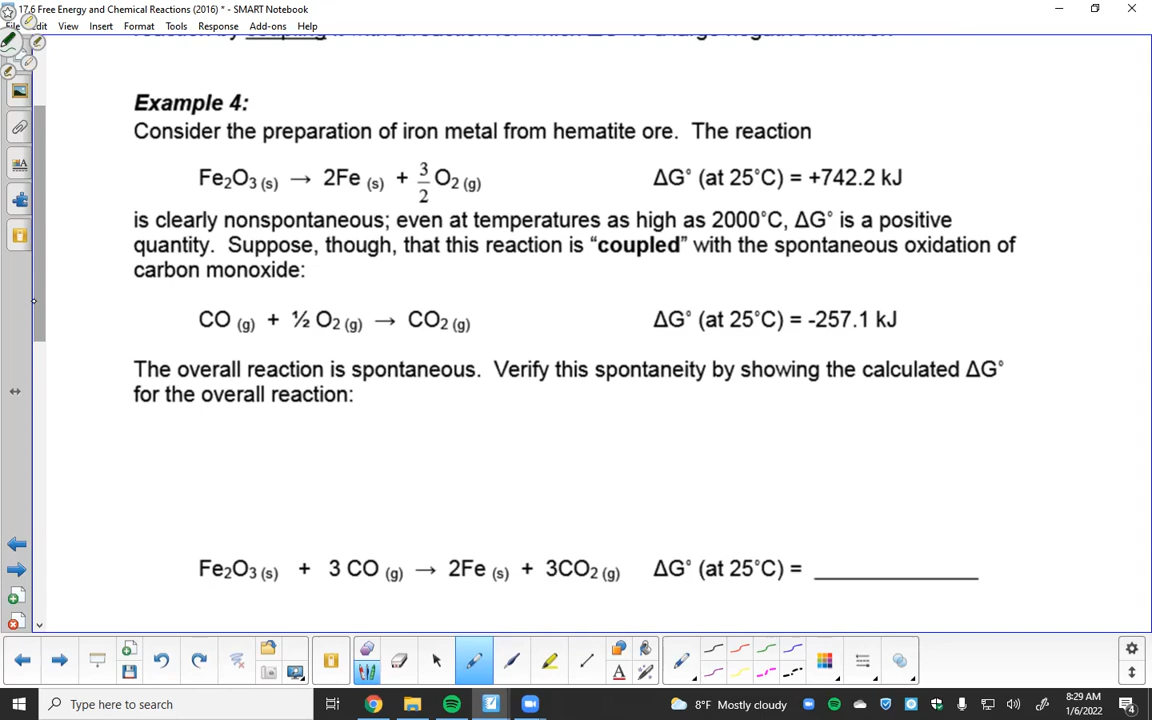 17.6 Free Energy and Chemical Reactions (2016) * - SMART Notebook
View Insert Format Tools Response Add-ons Help
Example 4:
Consider the preparation of iron metal from hematite ore. The reaction
Fe₂O₃ (s) → 2Fe (s) + 3/2 O₂ (g) ΔG° (at 25°C) = +742.2 kJ
is clearly nonspontaneous; even at temperatures as high as 2000°C, ΔG° is a positive
quantity. Suppose, though, that this reaction is “coupled” with the spontaneous oxidation of
carbon monoxide:
CO (g) + ½ O₂ (g) → CO₂ (g) ΔG° (at 25°C) = -257.1 kJ
The overall reaction is spontaneous. Verify this spontaneity by showing the calculated ΔG°
for the overall reaction:
Fe₂O₃ (s) + 3 CO (g) → 2Fe (s) + 3CO₂ (g) ΔG° (at 25°C) = ______________
Type here to search
8°F Mostly cloudy
8:29 AM
1/6/2022
4